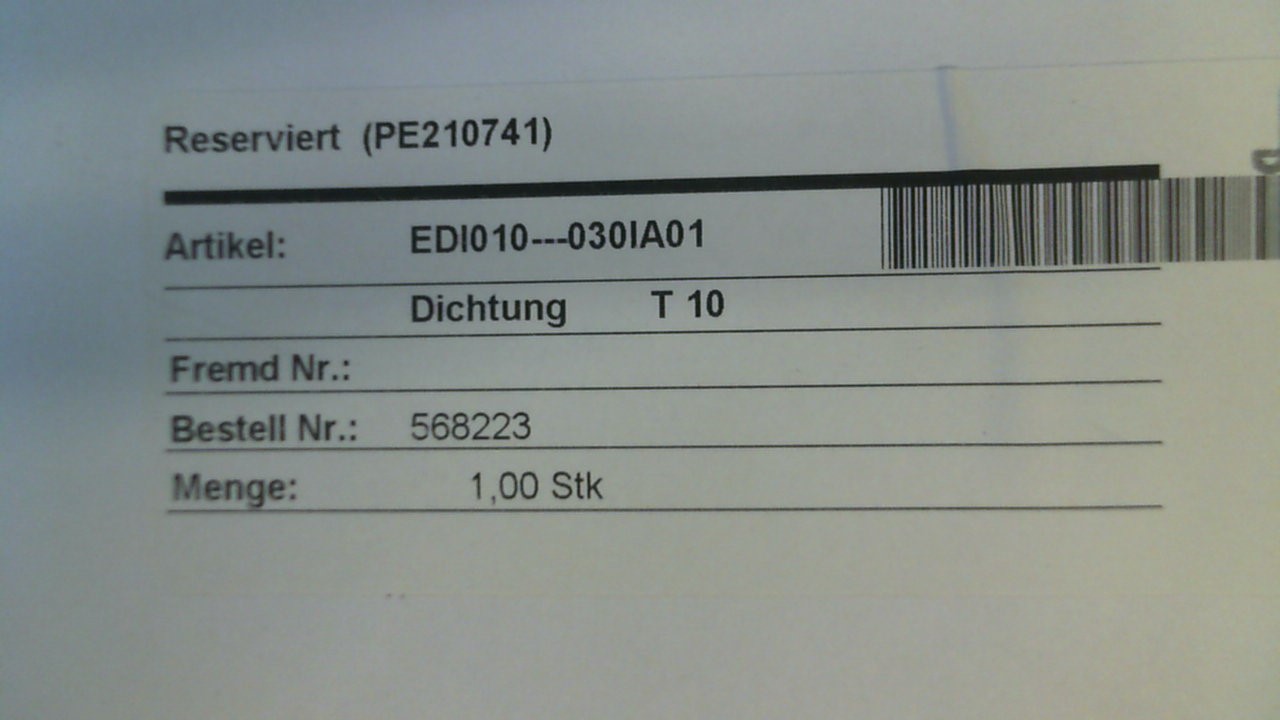 Reserviert (PE210741)
Artikel: EDI010---030IA01
Dichtung T 10
Fremd Nr.:
Bestell Nr.: 568223
Menge: 1,00 Stk